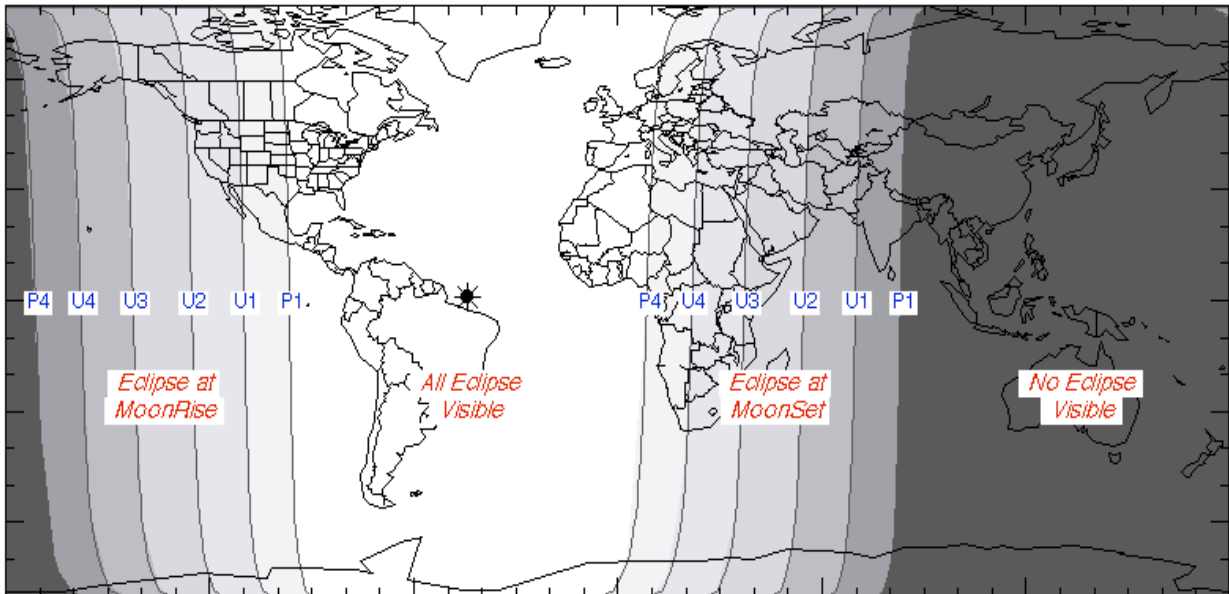 P4 U4 U3 U2 U1 P1 P4 U4 U3 U2 U1 P1
Eclipse at
MoonRise
All Eclipse
Visible
Eclipse at
MoonSet
No Eclipse
Visible